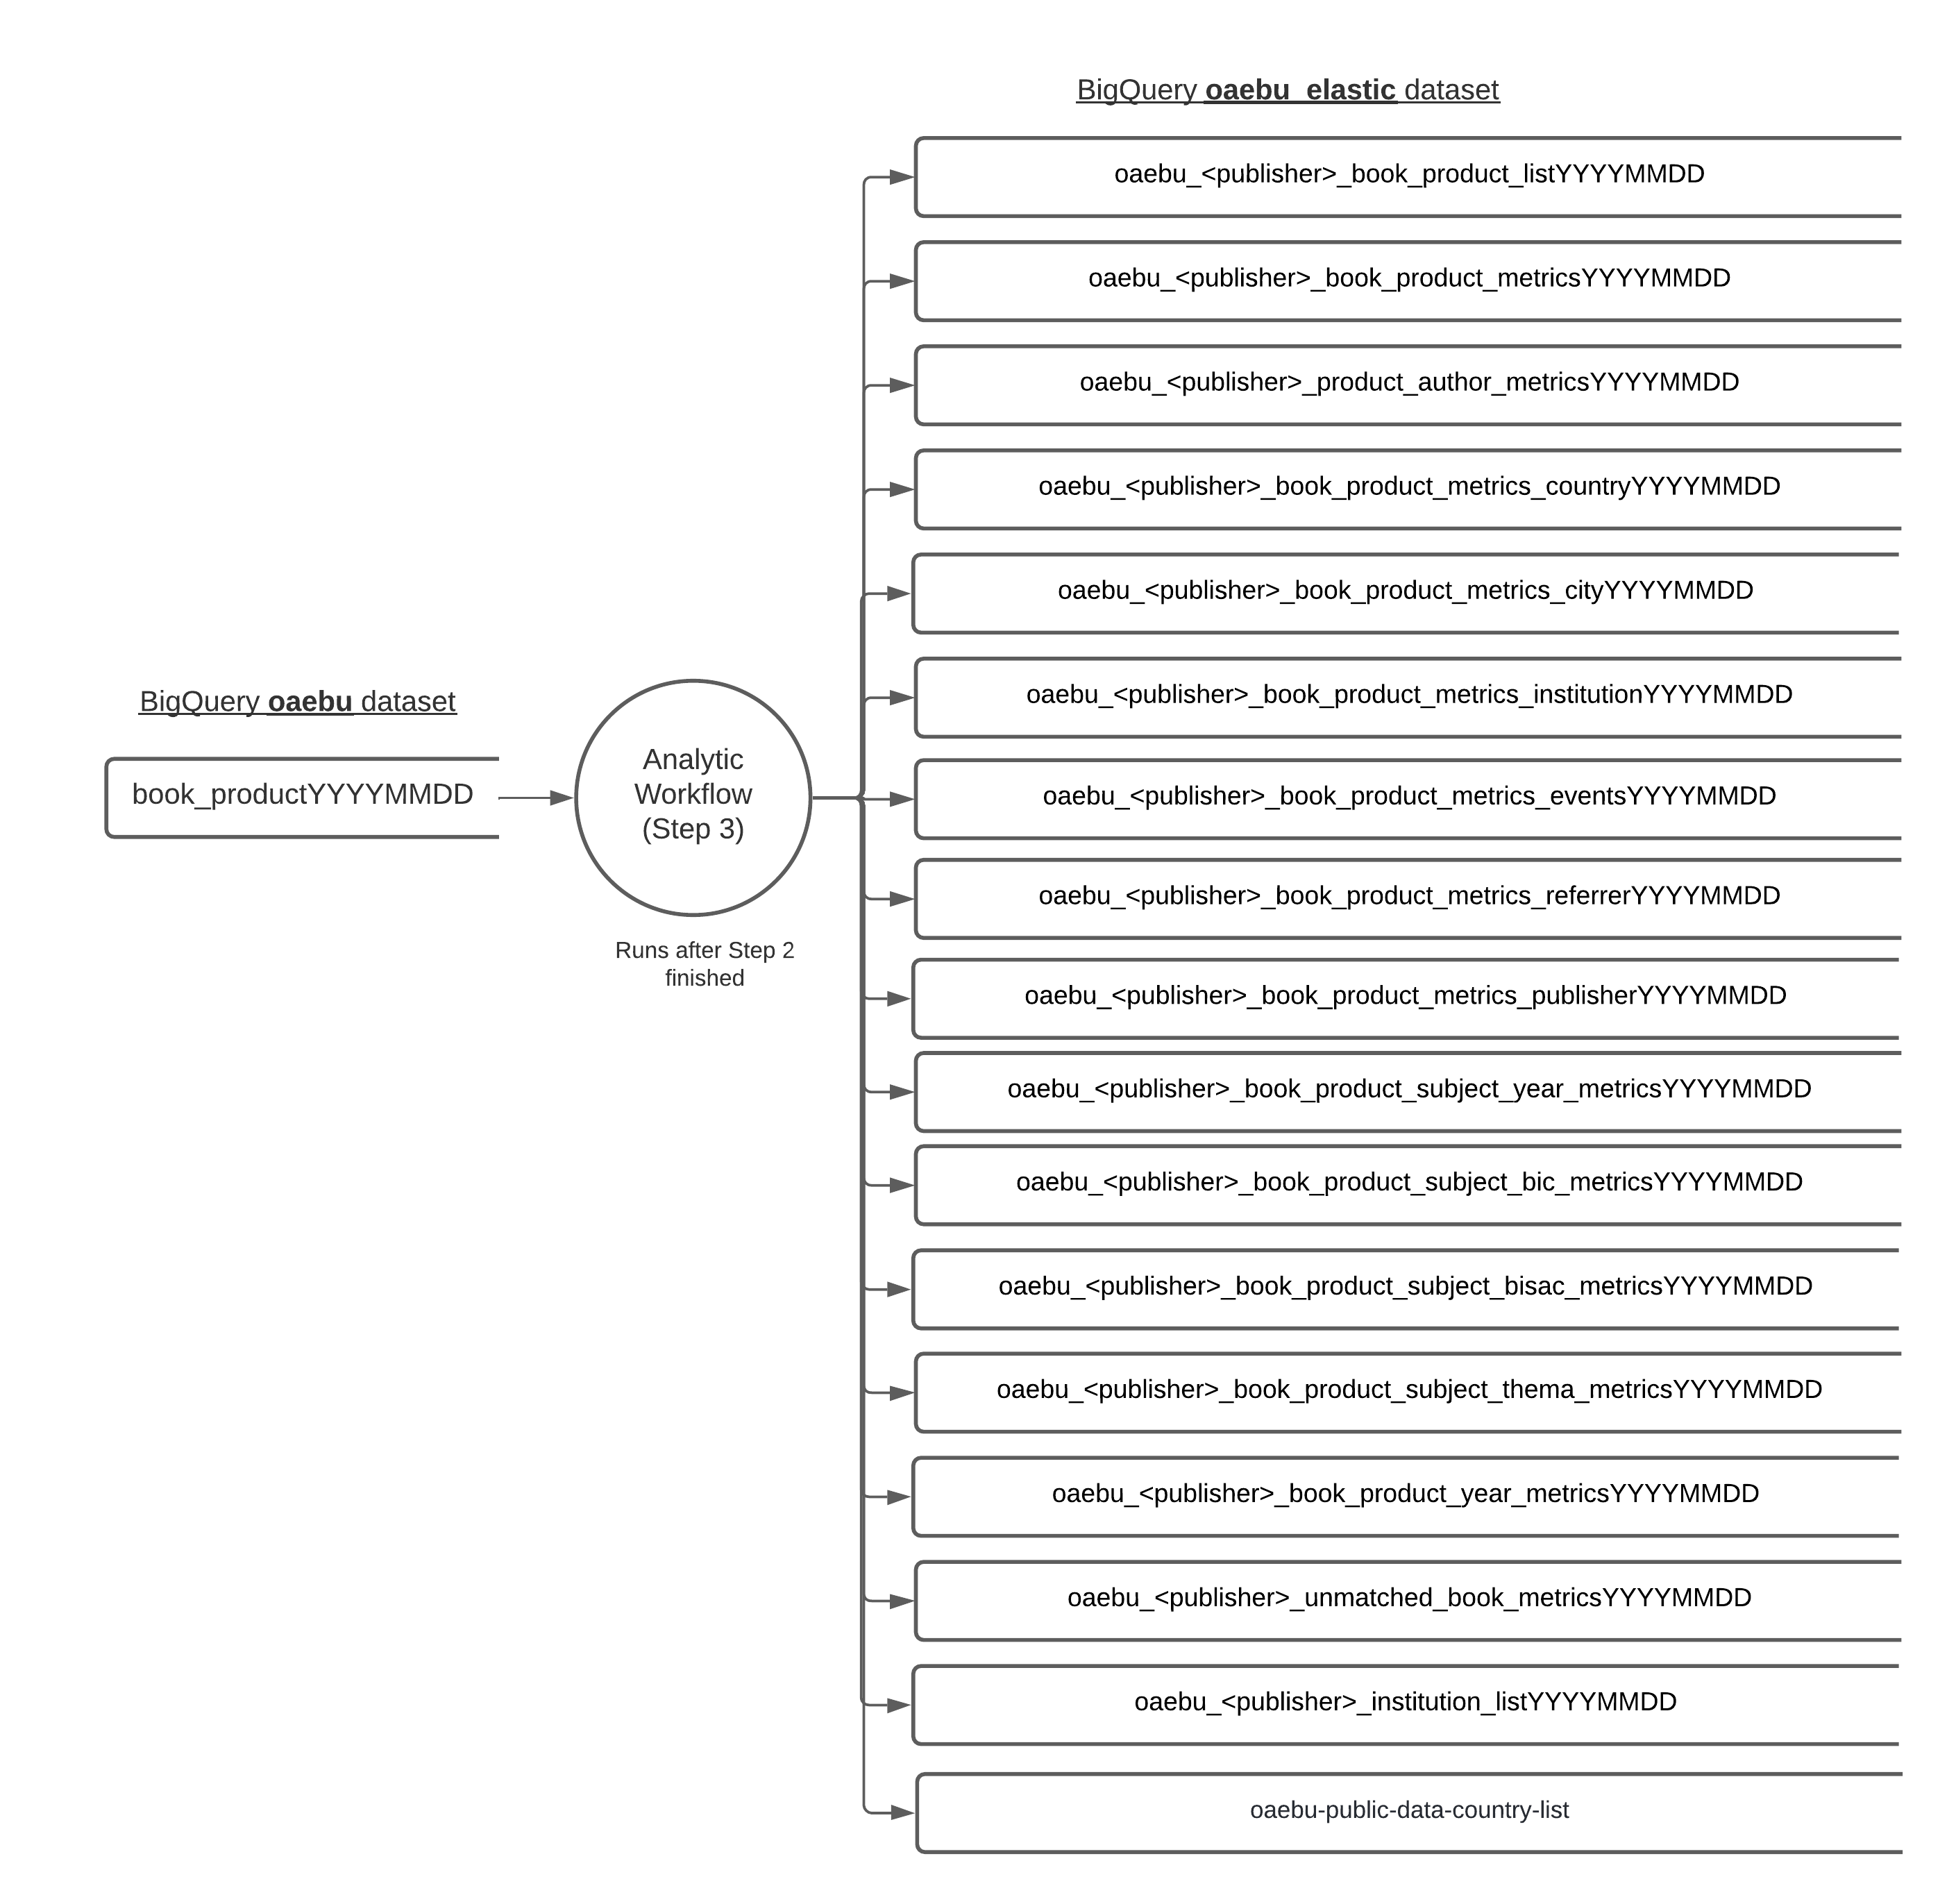 BigQuery oaebu_elastic dataset
oaebu_<publisher>_book_product_listYYYYMMDD
oaebu_<publisher>_book_product_metricsYYYYMMDD
oaebu_<publisher>_product_author_metricsYYYYMMDD
oaebu_<publisher>_book_product_metrics_countryYYYYMMDD
oaebu_<publisher>_book_product_metrics_cityYYYYMMDD
oaebu_<publisher>_book_product_metrics_institutionYYYYMMDD
BigQuery oaebu dataset
book_productYYYYMMDD
Analytic
Workflow
(Step 3)
Runs after Step 2
finished
oaebu_<publisher>_book_product_metrics_eventsYYYYMMDD
oaebu_<publisher>_book_product_metrics_referrerYYYYMMDD
oaebu_<publisher>_book_product_metrics_publisherYYYYMMDD
oaebu_<publisher>_book_product_subject_year_metricsYYYYMMDD
oaebu_<publisher>_book_product_subject_bic_metricsYYYYMMDD
oaebu_<publisher>_book_product_subject_bisac_metricsYYYYMMDD
oaebu_<publisher>_book_product_subject_thema_metricsYYYYMMDD
oaebu_<publisher>_book_product_year_metricsYYYYMMDD
oaebu_<publisher>_unmatched_book_metricsYYYYMMDD
oaebu_<publisher>_institution_listYYYYMMDD
oaebu-public-data-country-list